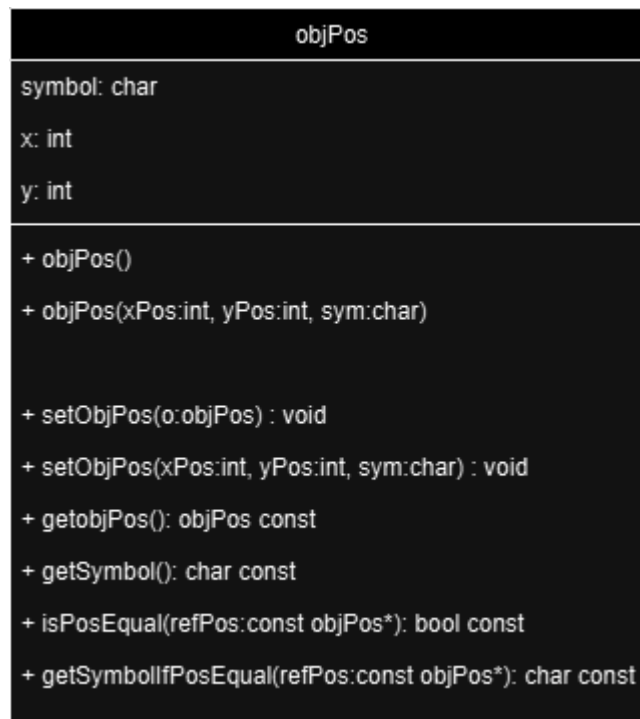 objPos
symbol: char
x: int
y: int
+ objPos()
+ objPos(xPos:int, yPos:int, sym:char)
+ setObjPos(o:objPos) : void
+ setObjPos(xPos:int, yPos:int, sym:char) : void
+ getobjPos(): objPos const
+ getSymbol(): char const
+ isPosEqual(refPos:const objPos*): bool const
+ getSymbolIfPosEqual(refPos:const objPos*): char const